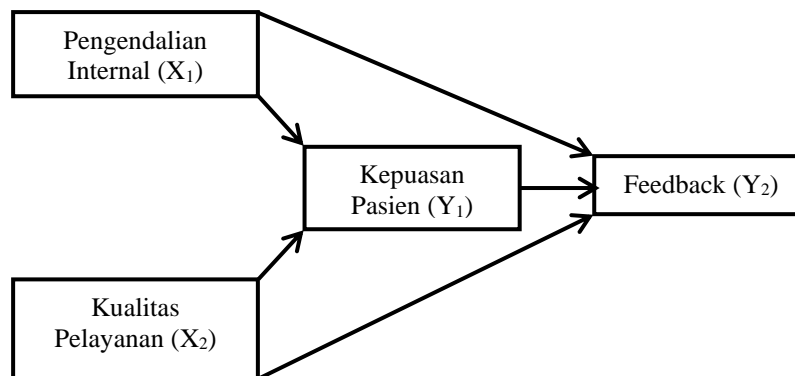 Pengendalian
Internal (X₁)
Kepuasan
Pasien (Y₁)
Feedback (Y₂)
Kualitas
Pelayanan (X₂)